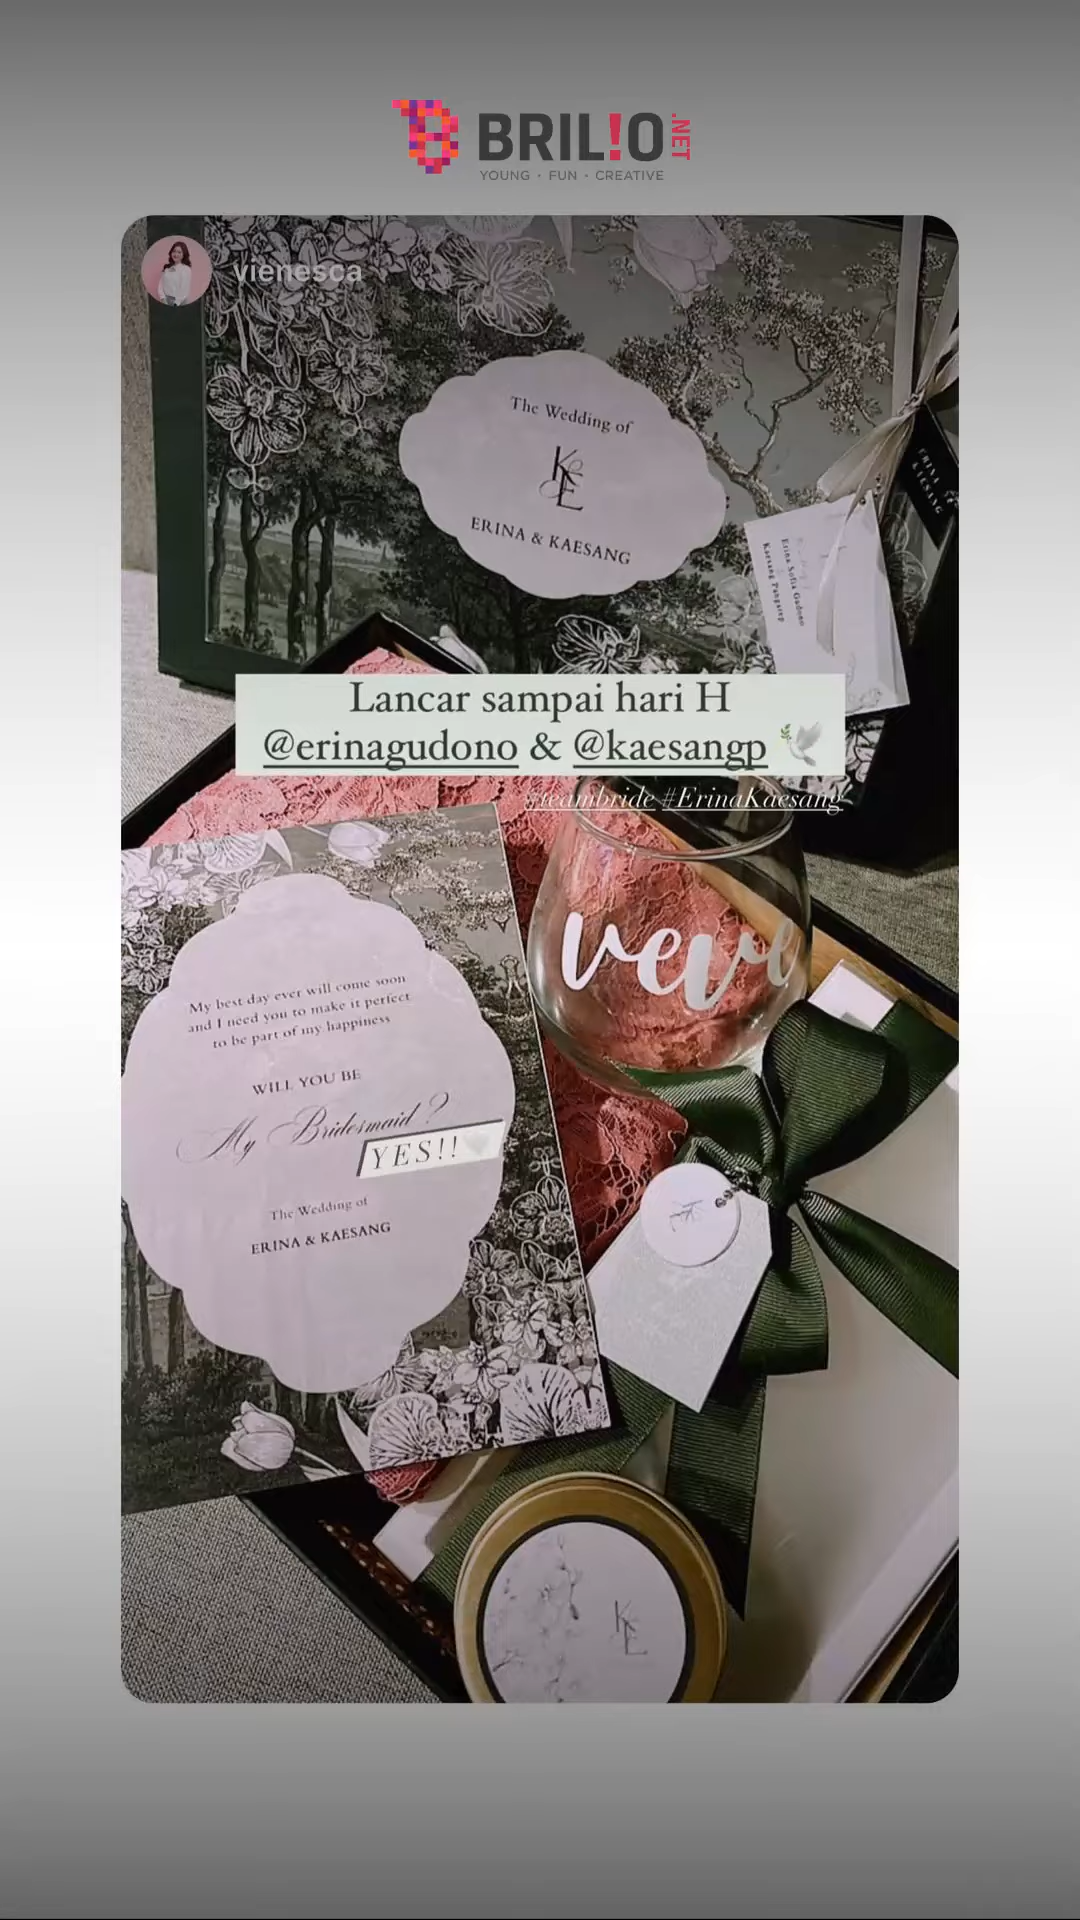 BRIL!O.NET
YOUNG • FUN • CREATIVE
vienesca
The Wedding of
KE
ERINA & KAESANG
ERINA & KAESANG
Erina Sofia Gudono
Kaesang Pangarep
Lancar sampai hari H
@erinagudono & @kaesangp 🕊️
#teambride #ErinaKaesang
veve
My best day ever will come soon
and I need you to make it perfect
to be part of my happiness
WILL YOU BE
My Bridesmaid ?
YES!!🤍
The Wedding of
ERINA & KAESANG
KE